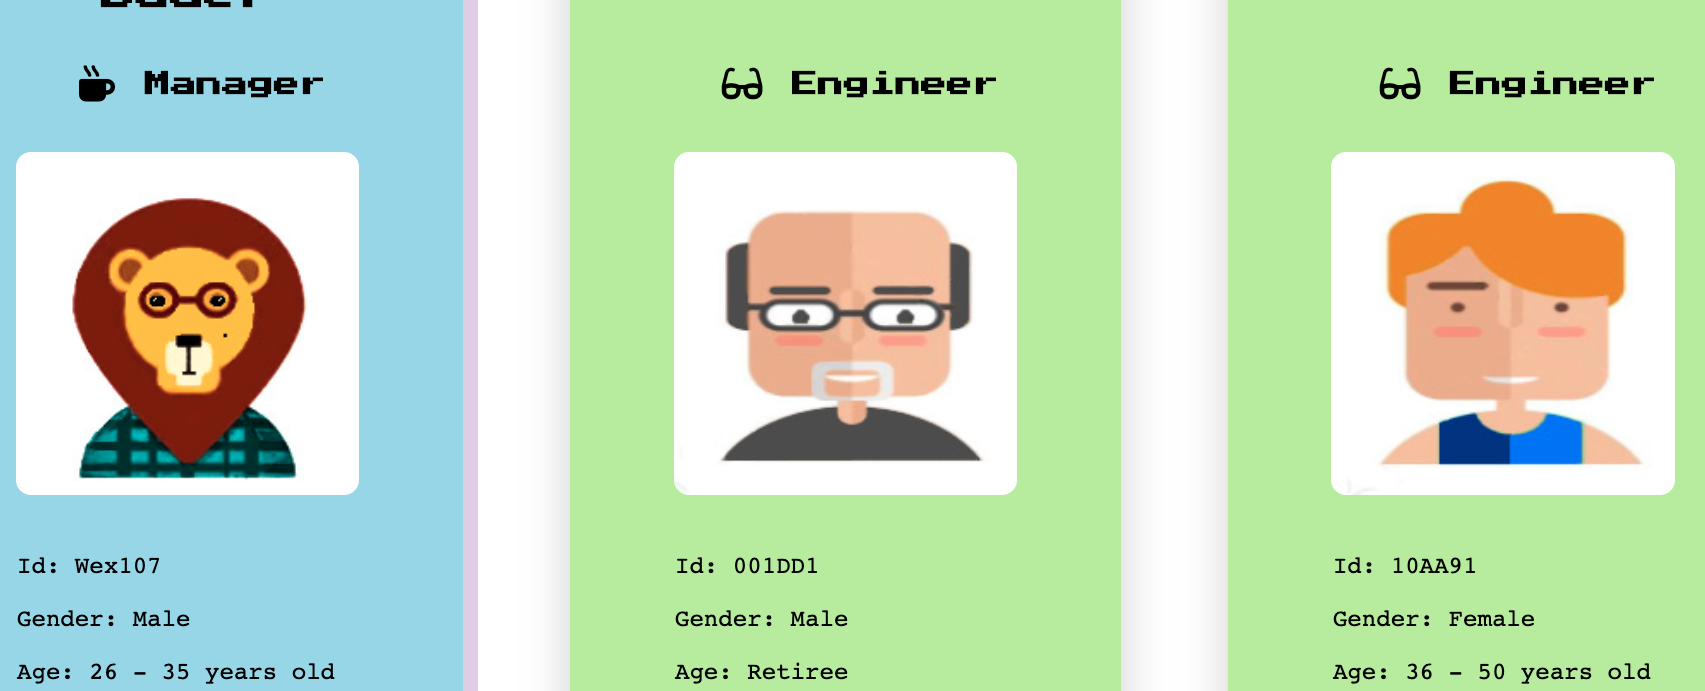 Manager
Id: Wex107
Gender: Male
Age: 26 - 35 years old
Engineer
Id: 001DD1
Gender: Male
Age: Retiree
Engineer
Id: 10AA91
Gender: Female
Age: 36 - 50 years old